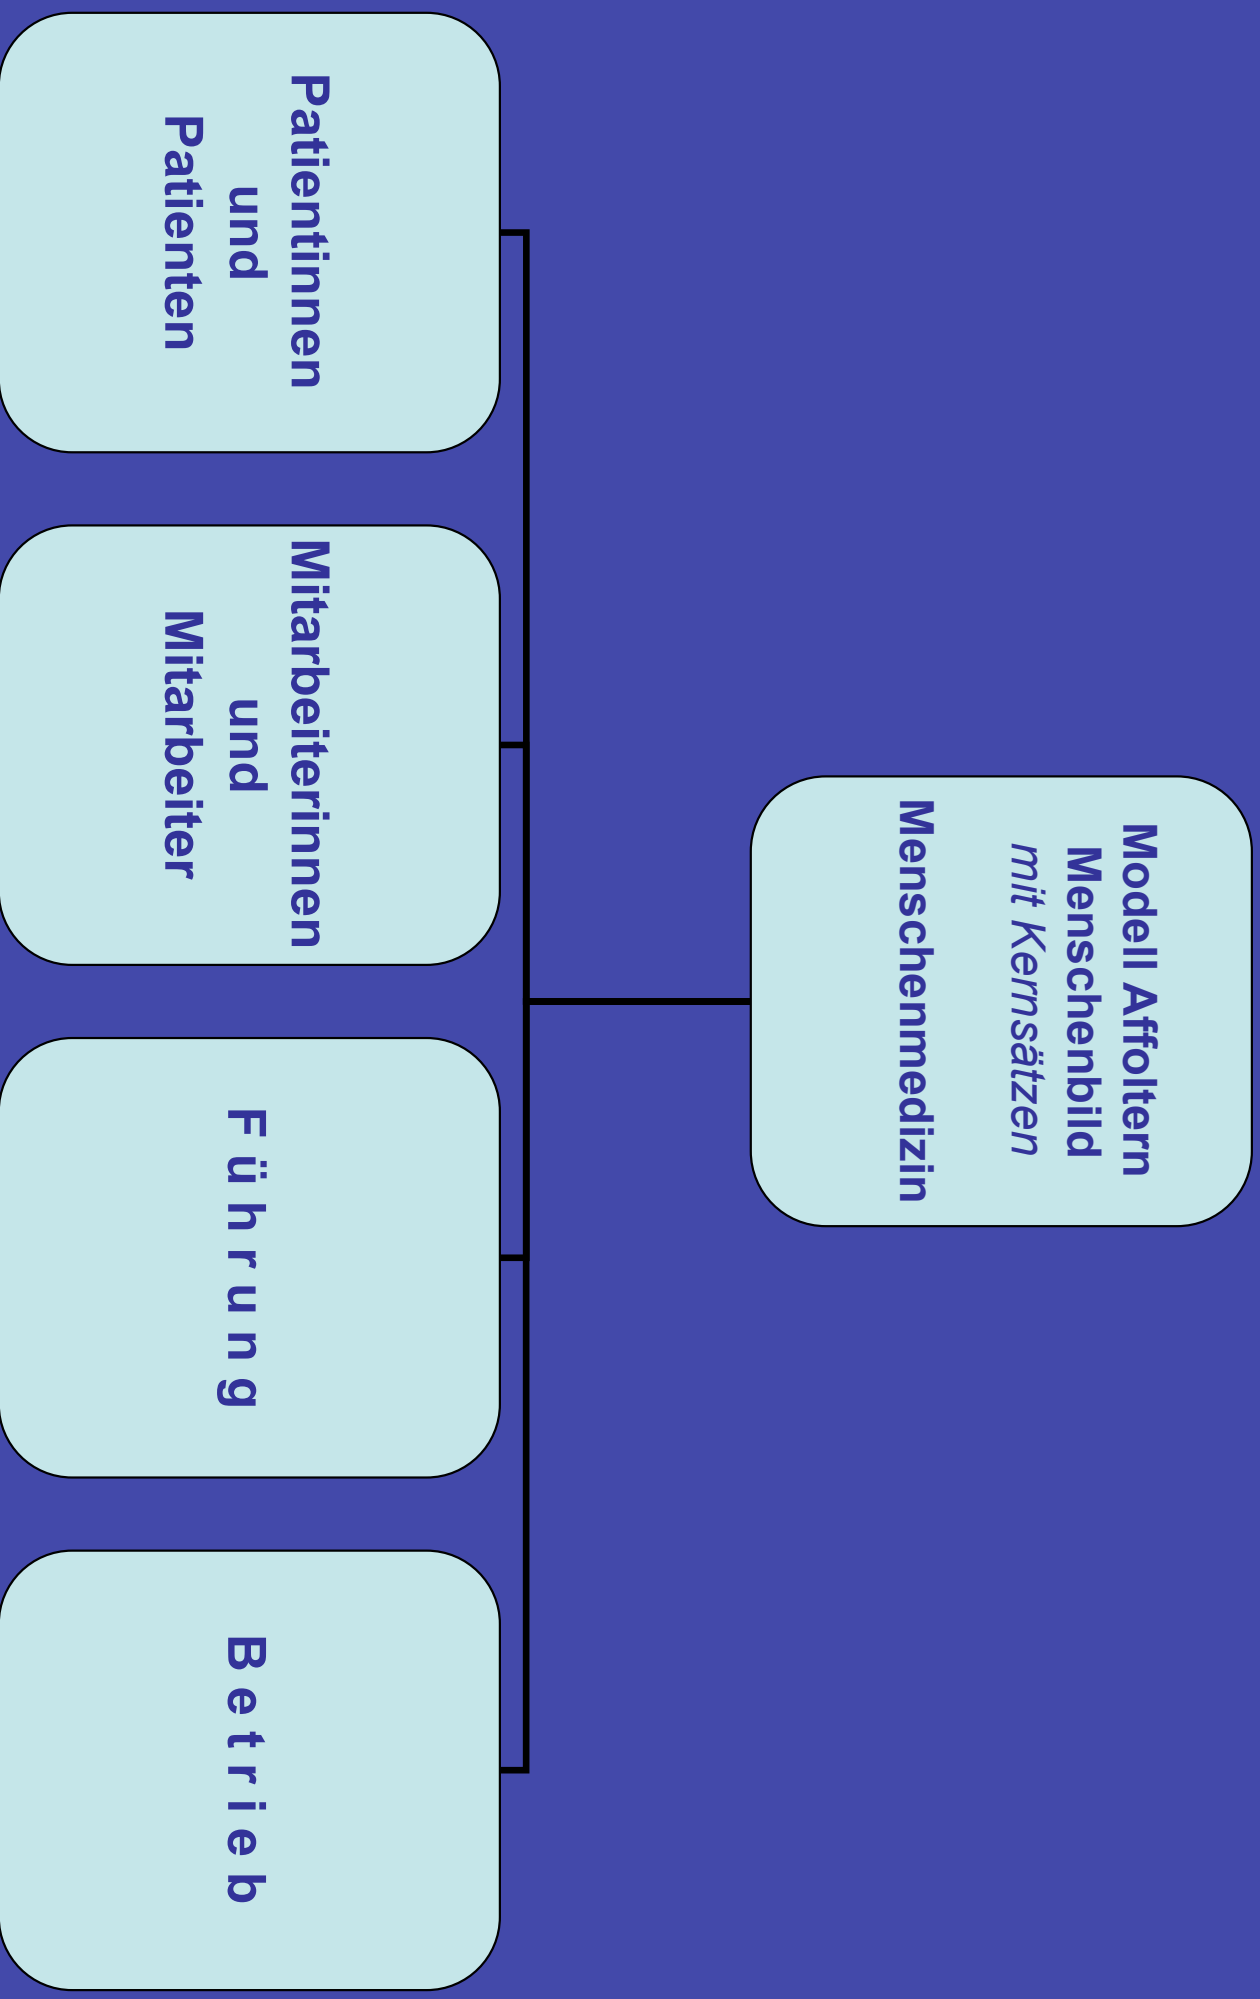 Modell Affoltern
Menschenbild
mit Kernsätzen
Menschenmedizin
Patientinnen
und
Patienten
Mitarbeiterinnen
und
Mitarbeiter
F ü h r u n g
B e t r i e b